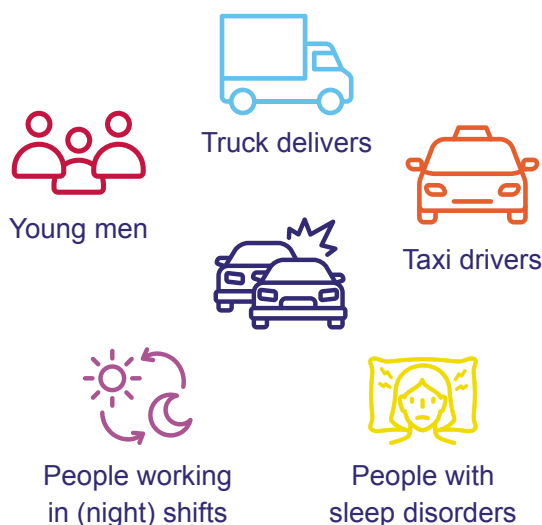 Truck delivers
Young men
Taxi drivers
People working
in (night) shifts
People with
sleep disorders